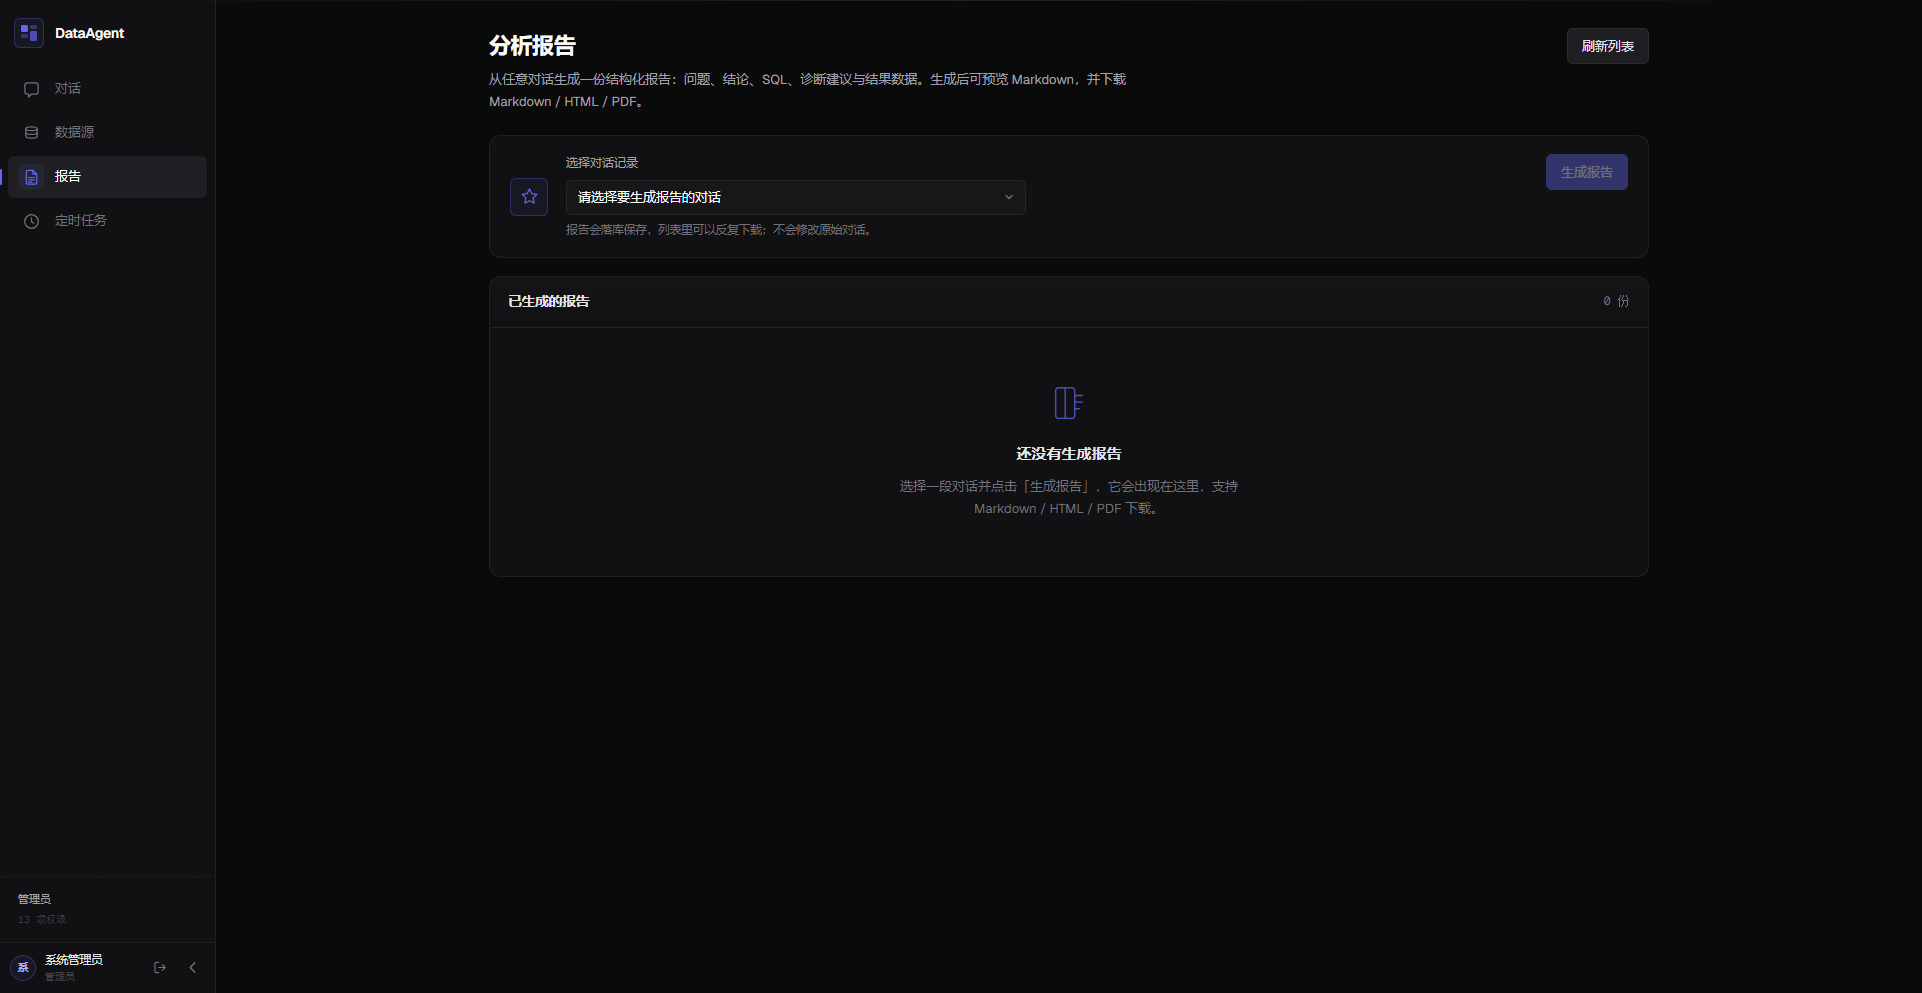 DataAgent
对话
数据源
报告
定时任务
管理员
13 项权限
系
系统管理员
管理员
分析报告
刷新列表
从任意对话生成一份结构化报告：问题、结论、SQL、诊断建议与结果数据。生成后可预览 Markdown，并下载
Markdown / HTML / PDF。
选择对话记录
请选择要生成报告的对话
报告会落库保存，列表里可以反复下载；不会修改原始对话。
生成报告
已生成的报告
0 份
还没有生成报告
选择一段对话并点击「生成报告」，它会出现在这里，支持
Markdown / HTML / PDF 下载。